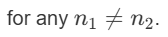 for any n₁ ≠ n₂.